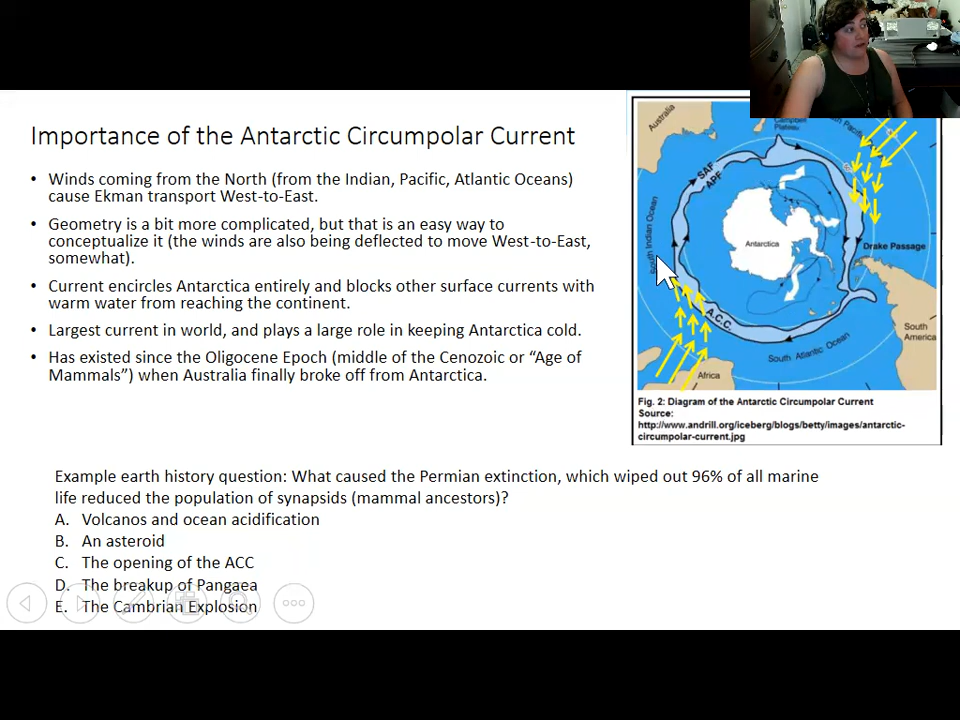 Importance of the Antarctic Circumpolar Current
• Winds coming from the North (from the Indian, Pacific, Atlantic Oceans)
cause Ekman transport West-to-East.
• Geometry is a bit more complicated, but that is an easy way to
conceptualize it (the winds are also being deflected to move West-to-East,
somewhat).
• Current encircles Antarctica entirely and blocks other surface currents with
warm water from reaching the continent.
• Largest current in world, and plays a large role in keeping Antarctica cold.
• Has existed since the Oligocene Epoch (middle of the Cenozoic or “Age of
Mammals”) when Australia finally broke off from Antarctica.
Australia
Campbell
Plateau
Pacific
SAF
APF
South Indian Ocean
Antarctica
Drake Passage
A.C.C.
South Atlantic Ocean
South
America
Africa
Fig. 2: Diagram of the Antarctic Circumpolar Current
Source:
http://www.andrill.org/iceberg/blogs/betty/images/antarctic-
circumpolar-current.jpg
Example earth history question: What caused the Permian extinction, which wiped out 96% of all marine
life reduced the population of synapsids (mammal ancestors)?
A. Volcanos and ocean acidification
B. An asteroid
C. The opening of the ACC
D. The breakup of Pangaea
E. The Cambrian Explosion